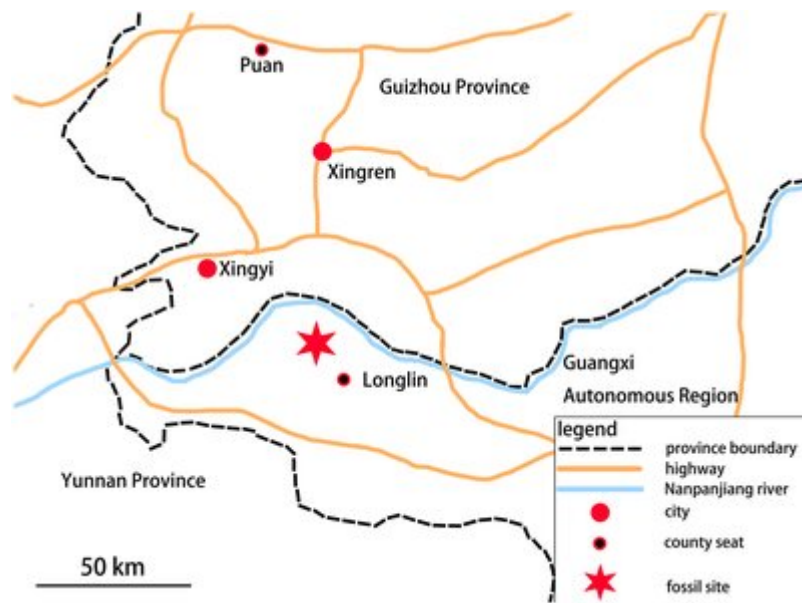 Puan
Guizhou Province
Xingren
Xingyi
Longlin
Guangxi
Autonomous Region
Yunnan Province
50 km
legend
province boundary
highway
Nanpanjiang river
city
county seat
fossil site